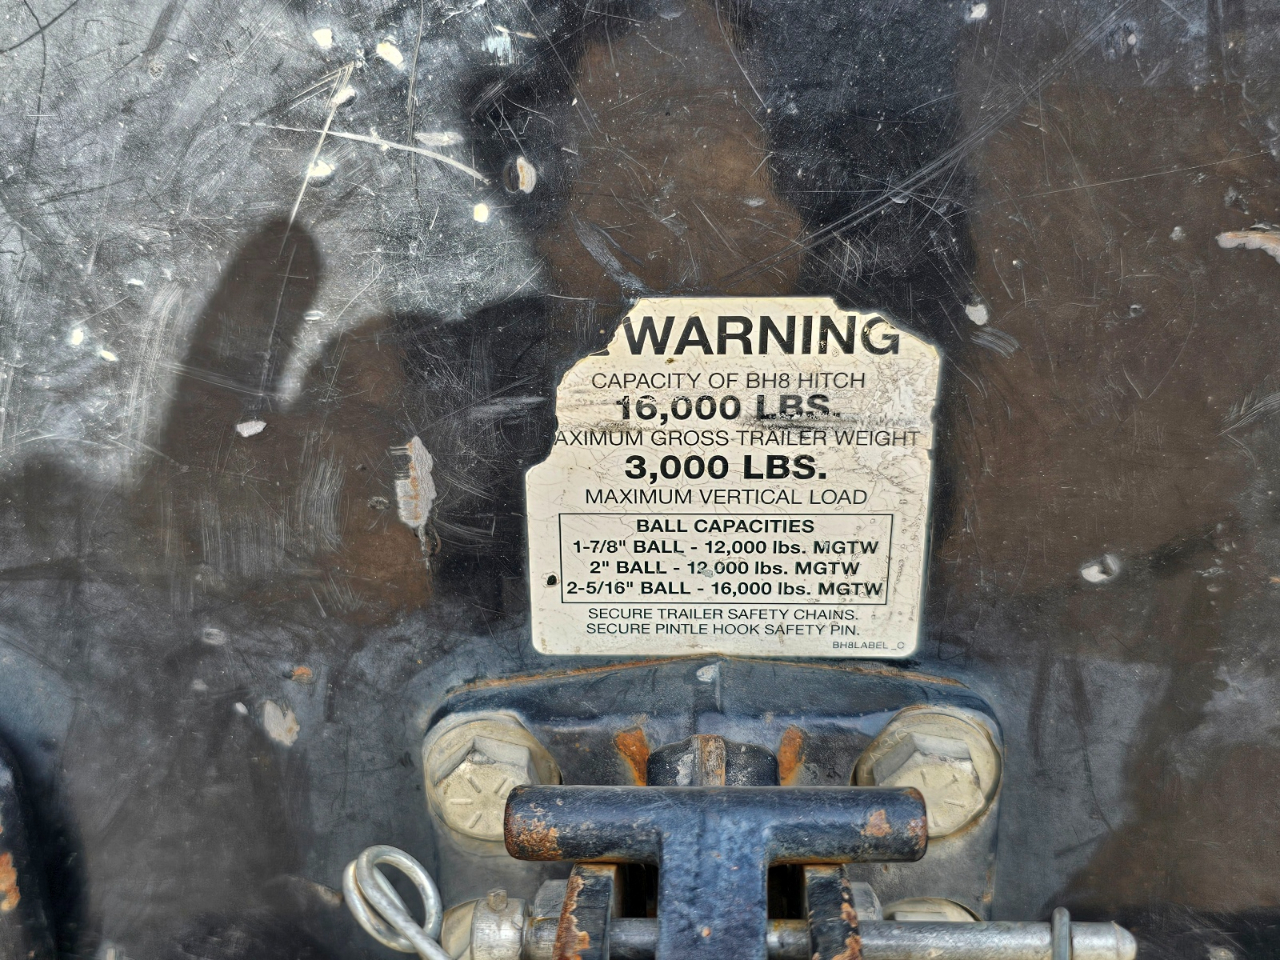 WARNING
CAPACITY OF BH8 HITCH
16,000 LBS.
AXIMUM GROSS TRAILER WEIGHT
3,000 LBS.
MAXIMUM VERTICAL LOAD
BALL CAPACITIES
1-7/8" BALL - 12,000 lbs. MGTW
2" BALL - 12,000 lbs. MGTW
2-5/16" BALL - 16,000 lbs. MGTW
SECURE TRAILER SAFETY CHAINS.
SECURE PINTLE HOOK SAFETY PIN.
BH8LABEL_C